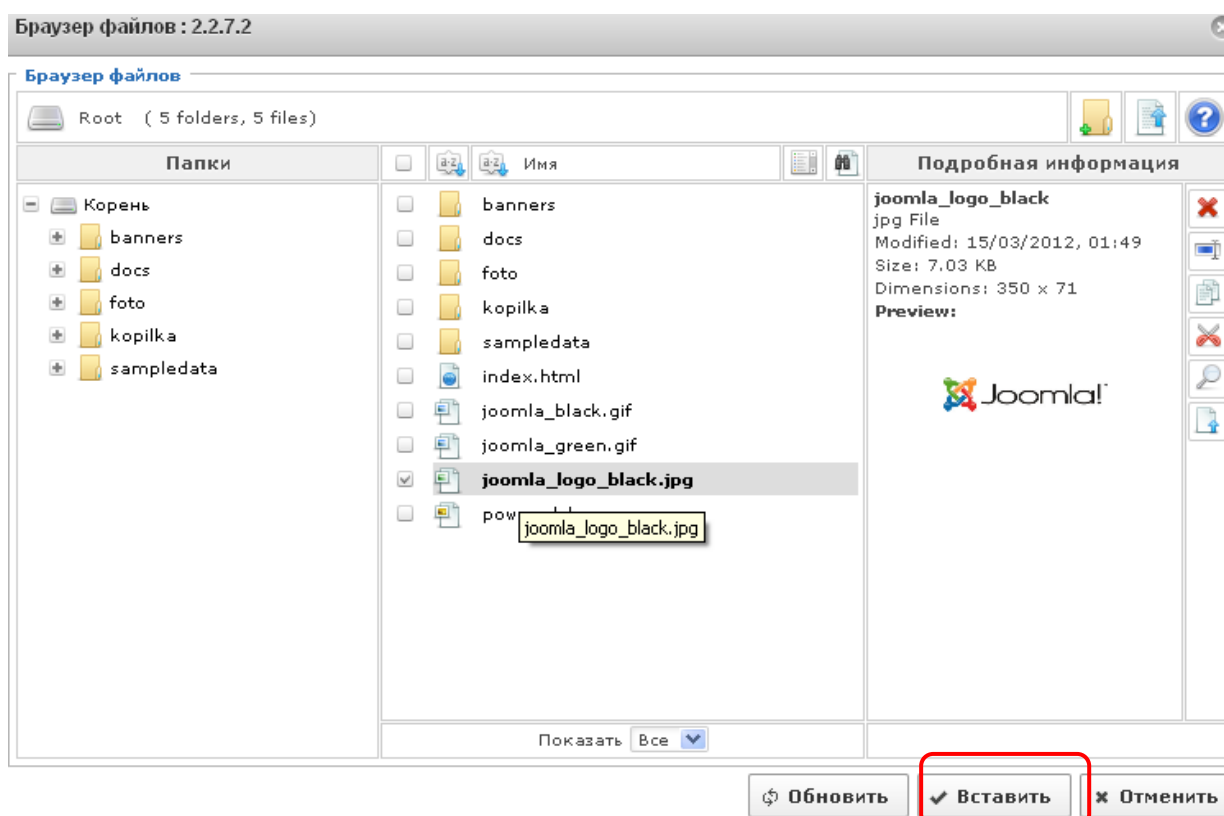 Браузер файлов : 2.2.7.2
Браузер файлов
Root ( 5 folders, 5 files)
Папки
Имя
Подробная информация
Корень
banners
docs
foto
kopilka
sampledata
banners
docs
foto
kopilka
sampledata
index.html
joomla_black.gif
joomla_green.gif
joomla_logo_black.jpg
joomla_logo_black.jpg
joomla_logo_black
jpg File
Modified: 15/03/2012, 01:49
Size: 7.03 KB
Dimensions: 350 x 71
Preview:
Joomla!
Показать Все
Обновить
Вставить
Отменить